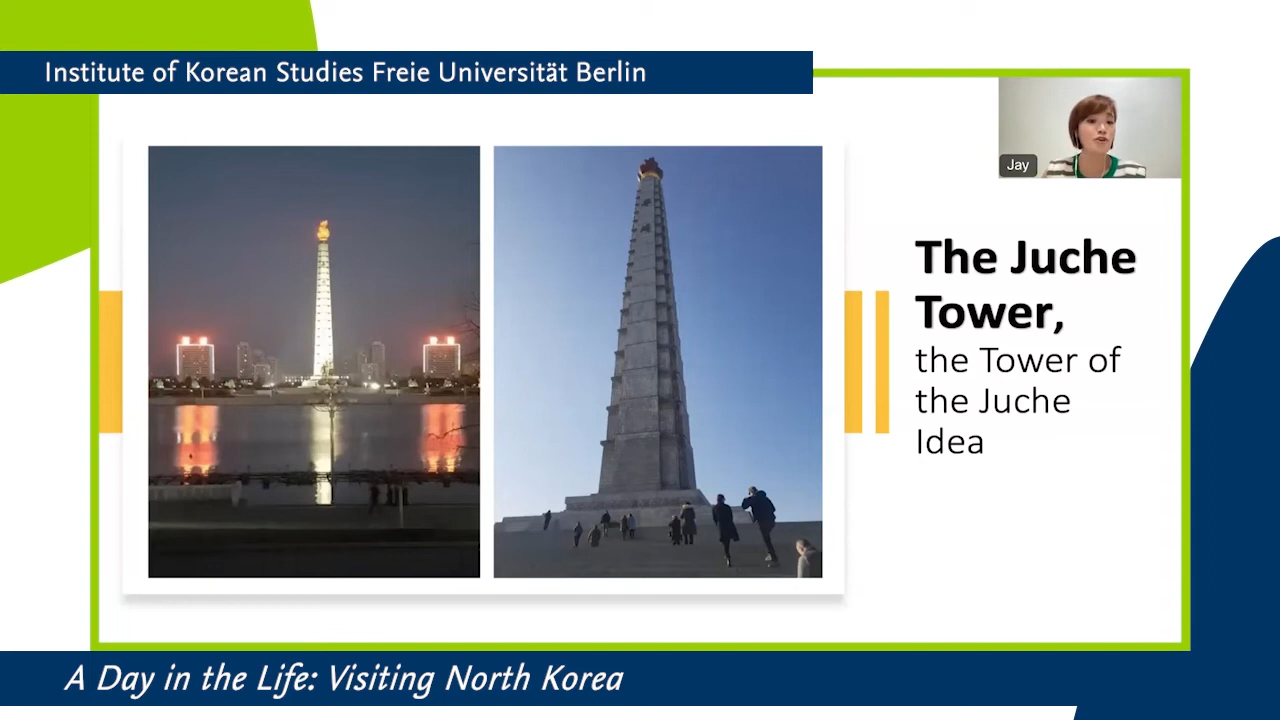 Institute of Korean Studies Freie Universität Berlin
Jay
The Juche
Tower,
the Tower of
the Juche
Idea
A Day in the Life: Visiting North Korea